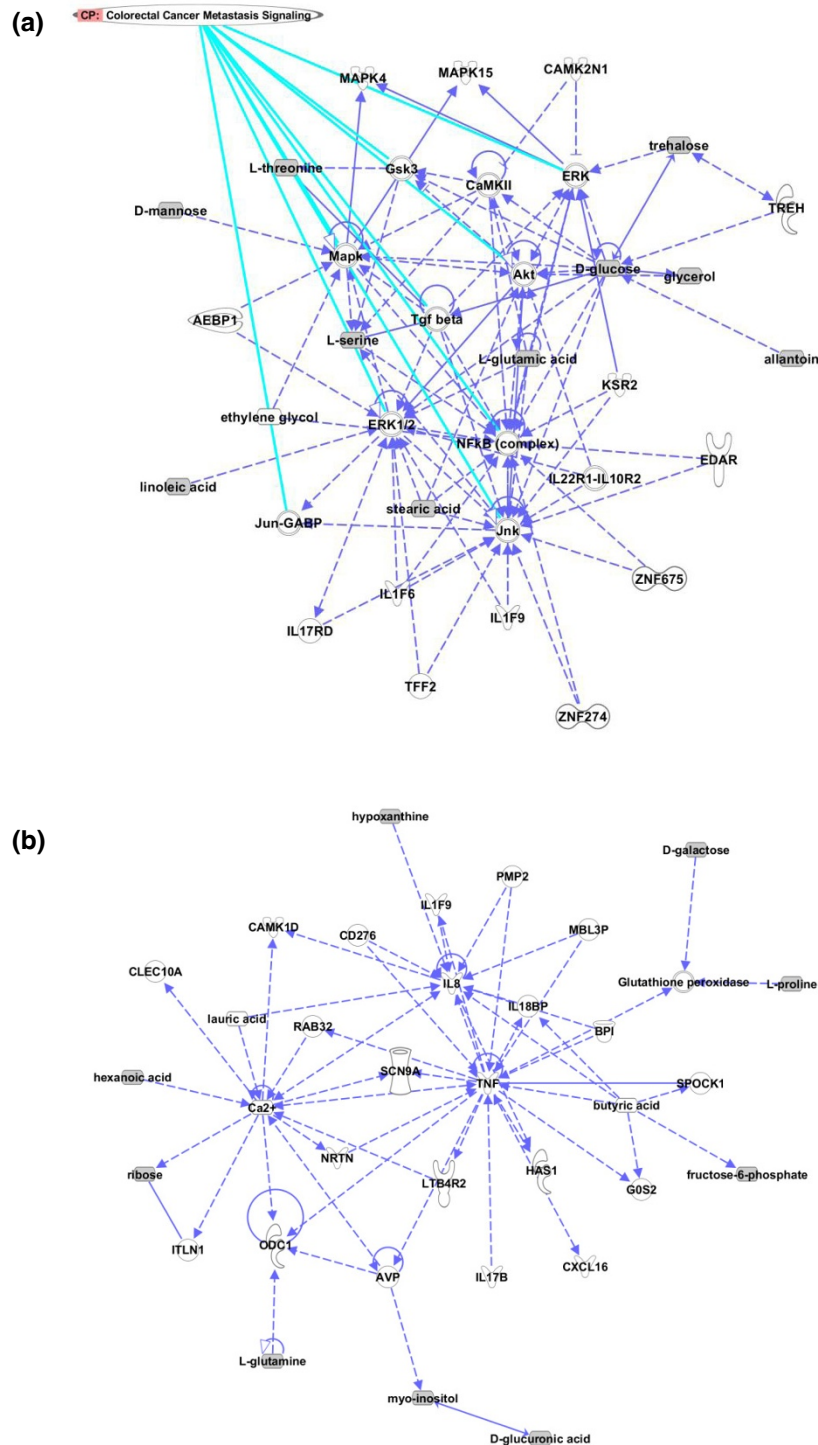 (a)
CP: Colorectal Cancer Metastasis Signaling
MAPK4
MAPK15
CAMK2N1
L-threonine
Gsk3
CaMKII
ERK
trehalose
D-mannose
TREH
Mapk
Akt
D-glucose
glycerol
AEBP1
Tgf beta
L-serine
L-glutamic acid
allantoin
KSR2
ethylene glycol
ERK1/2
NFkB (complex)
EDAR
linoleic acid
IL22R1-IL10R2
stearic acid
Jun-GABP
Jnk
ZNF675
IL1F6
IL17RD
IL1F9
TFF2
ZNF274
(b)
hypoxanthine
D-galactose
PMP2
IL1F9
CAMK1D
CD276
MBL3P
CLEC10A
IL8
Glutathione peroxidase
L-proline
lauric acid
IL18BP
RAB32
BPI
hexanoic acid
SCN9A
TNF
SPOCK1
Ca2+
butyric acid
ribose
NRTN
LTB4R2
HAS1
G0S2
fructose-6-phosphate
ITLN1
ODC1
AVP
IL17B
CXCL16
L-glutamine
myo-inositol
D-glucuronic acid